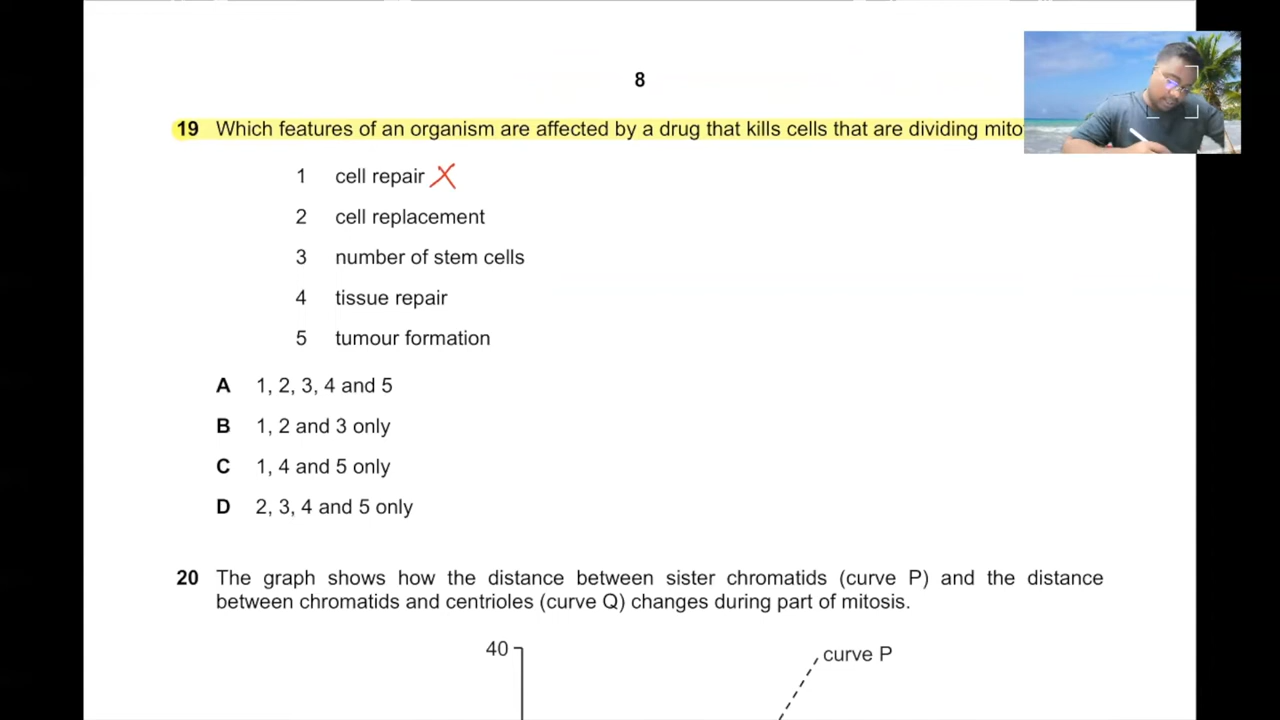 8
19 Which features of an organism are affected by a drug that kills cells that are dividing
1 cell repair
2 cell replacement
3 number of stem cells
4 tissue repair
5 tumour formation
A 1, 2, 3, 4 and 5
B 1, 2 and 3 only
C 1, 4 and 5 only
D 2, 3, 4 and 5 only
20 The graph shows how the distance between sister chromatids (curve P) and the distance
between chromatids and centrioles (curve Q) changes during part of mitosis.
40
curve P